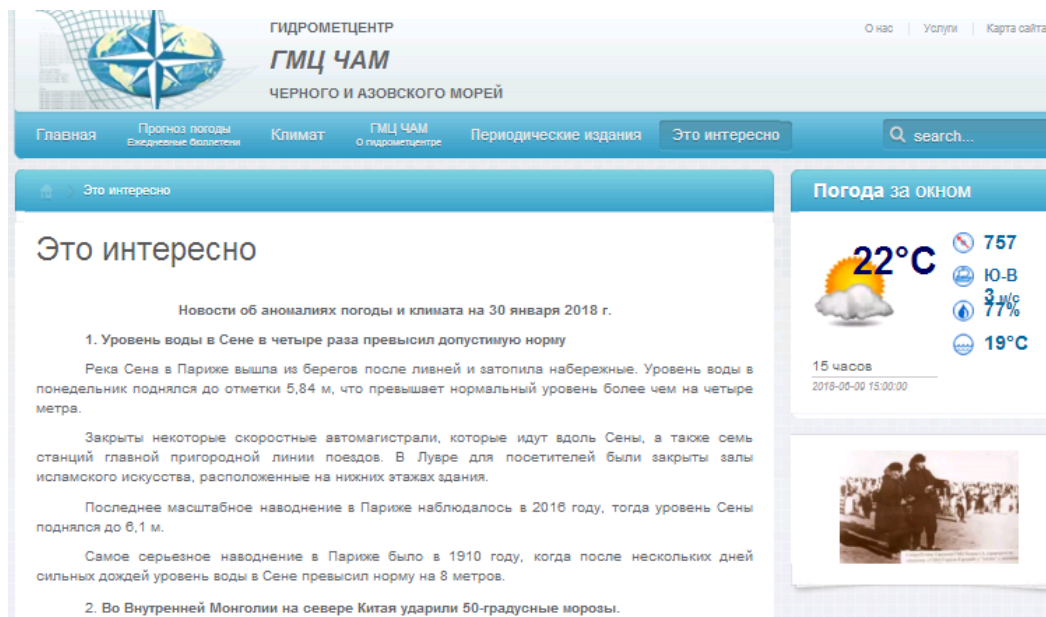 ГИДРОМЕТЦЕНТР
ГМЦ ЧАМ
ЧЕРНОГО И АЗОВСКОГО МОРЕЙ
О нас
Услуги
Карта сайта
Главная
Прогноз погоды
Ежедневные бюллетени
Климат
ГМЦ ЧАМ
О гидрометцентре
Периодические издания
Это интересно
search...
Это интересно
Это интересно
Новости об аномалиях погоды и климата на 30 января 2018 г.
1. Уровень воды в Сене в четыре раза превысил допустимую норму
Река Сена в Париже вышла из берегов после ливней и затопила набережные. Уровень воды в
понедельник поднялся до отметки 5,84 м, что превышает нормальный уровень более чем на четыре
метра.
Закрыты некоторые скоростные автомагистрали, которые идут вдоль Сены, а также семь
станций главной пригородной линии поездов. В Лувре для посетителей были закрыты залы
исламского искусства, расположенные на нижних этажах здания.
Последнее масштабное наводнение в Париже наблюдалось в 2016 году, тогда уровень Сены
поднялся до 6,1 м.
Самое серьезное наводнение в Париже было в 1910 году, когда после нескольких дней
сильных дождей уровень воды в Сене превысил норму на 8 метров.
2. Во Внутренней Монголии на севере Китая ударили 50-градусные морозы.
Погода за окном
22°C
757
Ю-В
3 м/с
77%
19°C
15 часов
2018-06-09 15:00:00